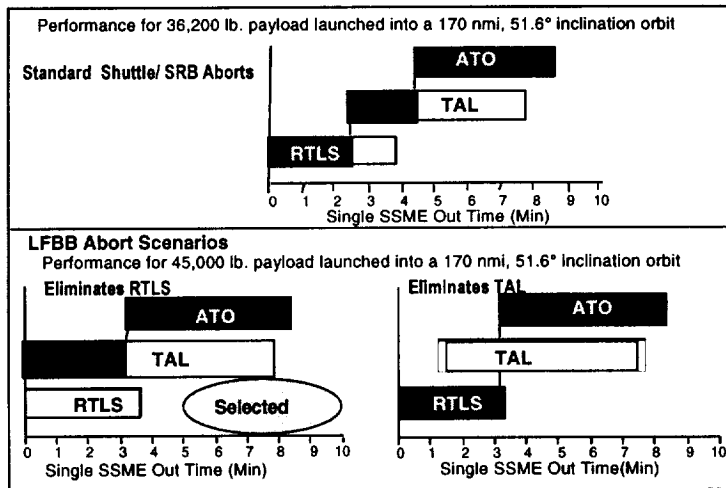 Performance for 36,200 lb. payload launched into a 170 nmi, 51.6° inclination orbit
Standard Shuttle/ SRB Aborts
ATO
TAL
RTLS
0 1 2 3 4 5 6 7 8 9 10
Single SSME Out Time (Min)
LFBB Abort Scenarios
Performance for 45,000 lb. payload launched into a 170 nmi, 51.6° inclination orbit
Eliminates RTLS
ATO
TAL
RTLS
Selected
0 1 2 3 4 5 6 7 8 9 10
Single SSME Out Time (Min)
Eliminates TAL
ATO
TAL
RTLS
0 1 2 3 4 5 6 7 8 9 10
Single SSME Out Time(Min)